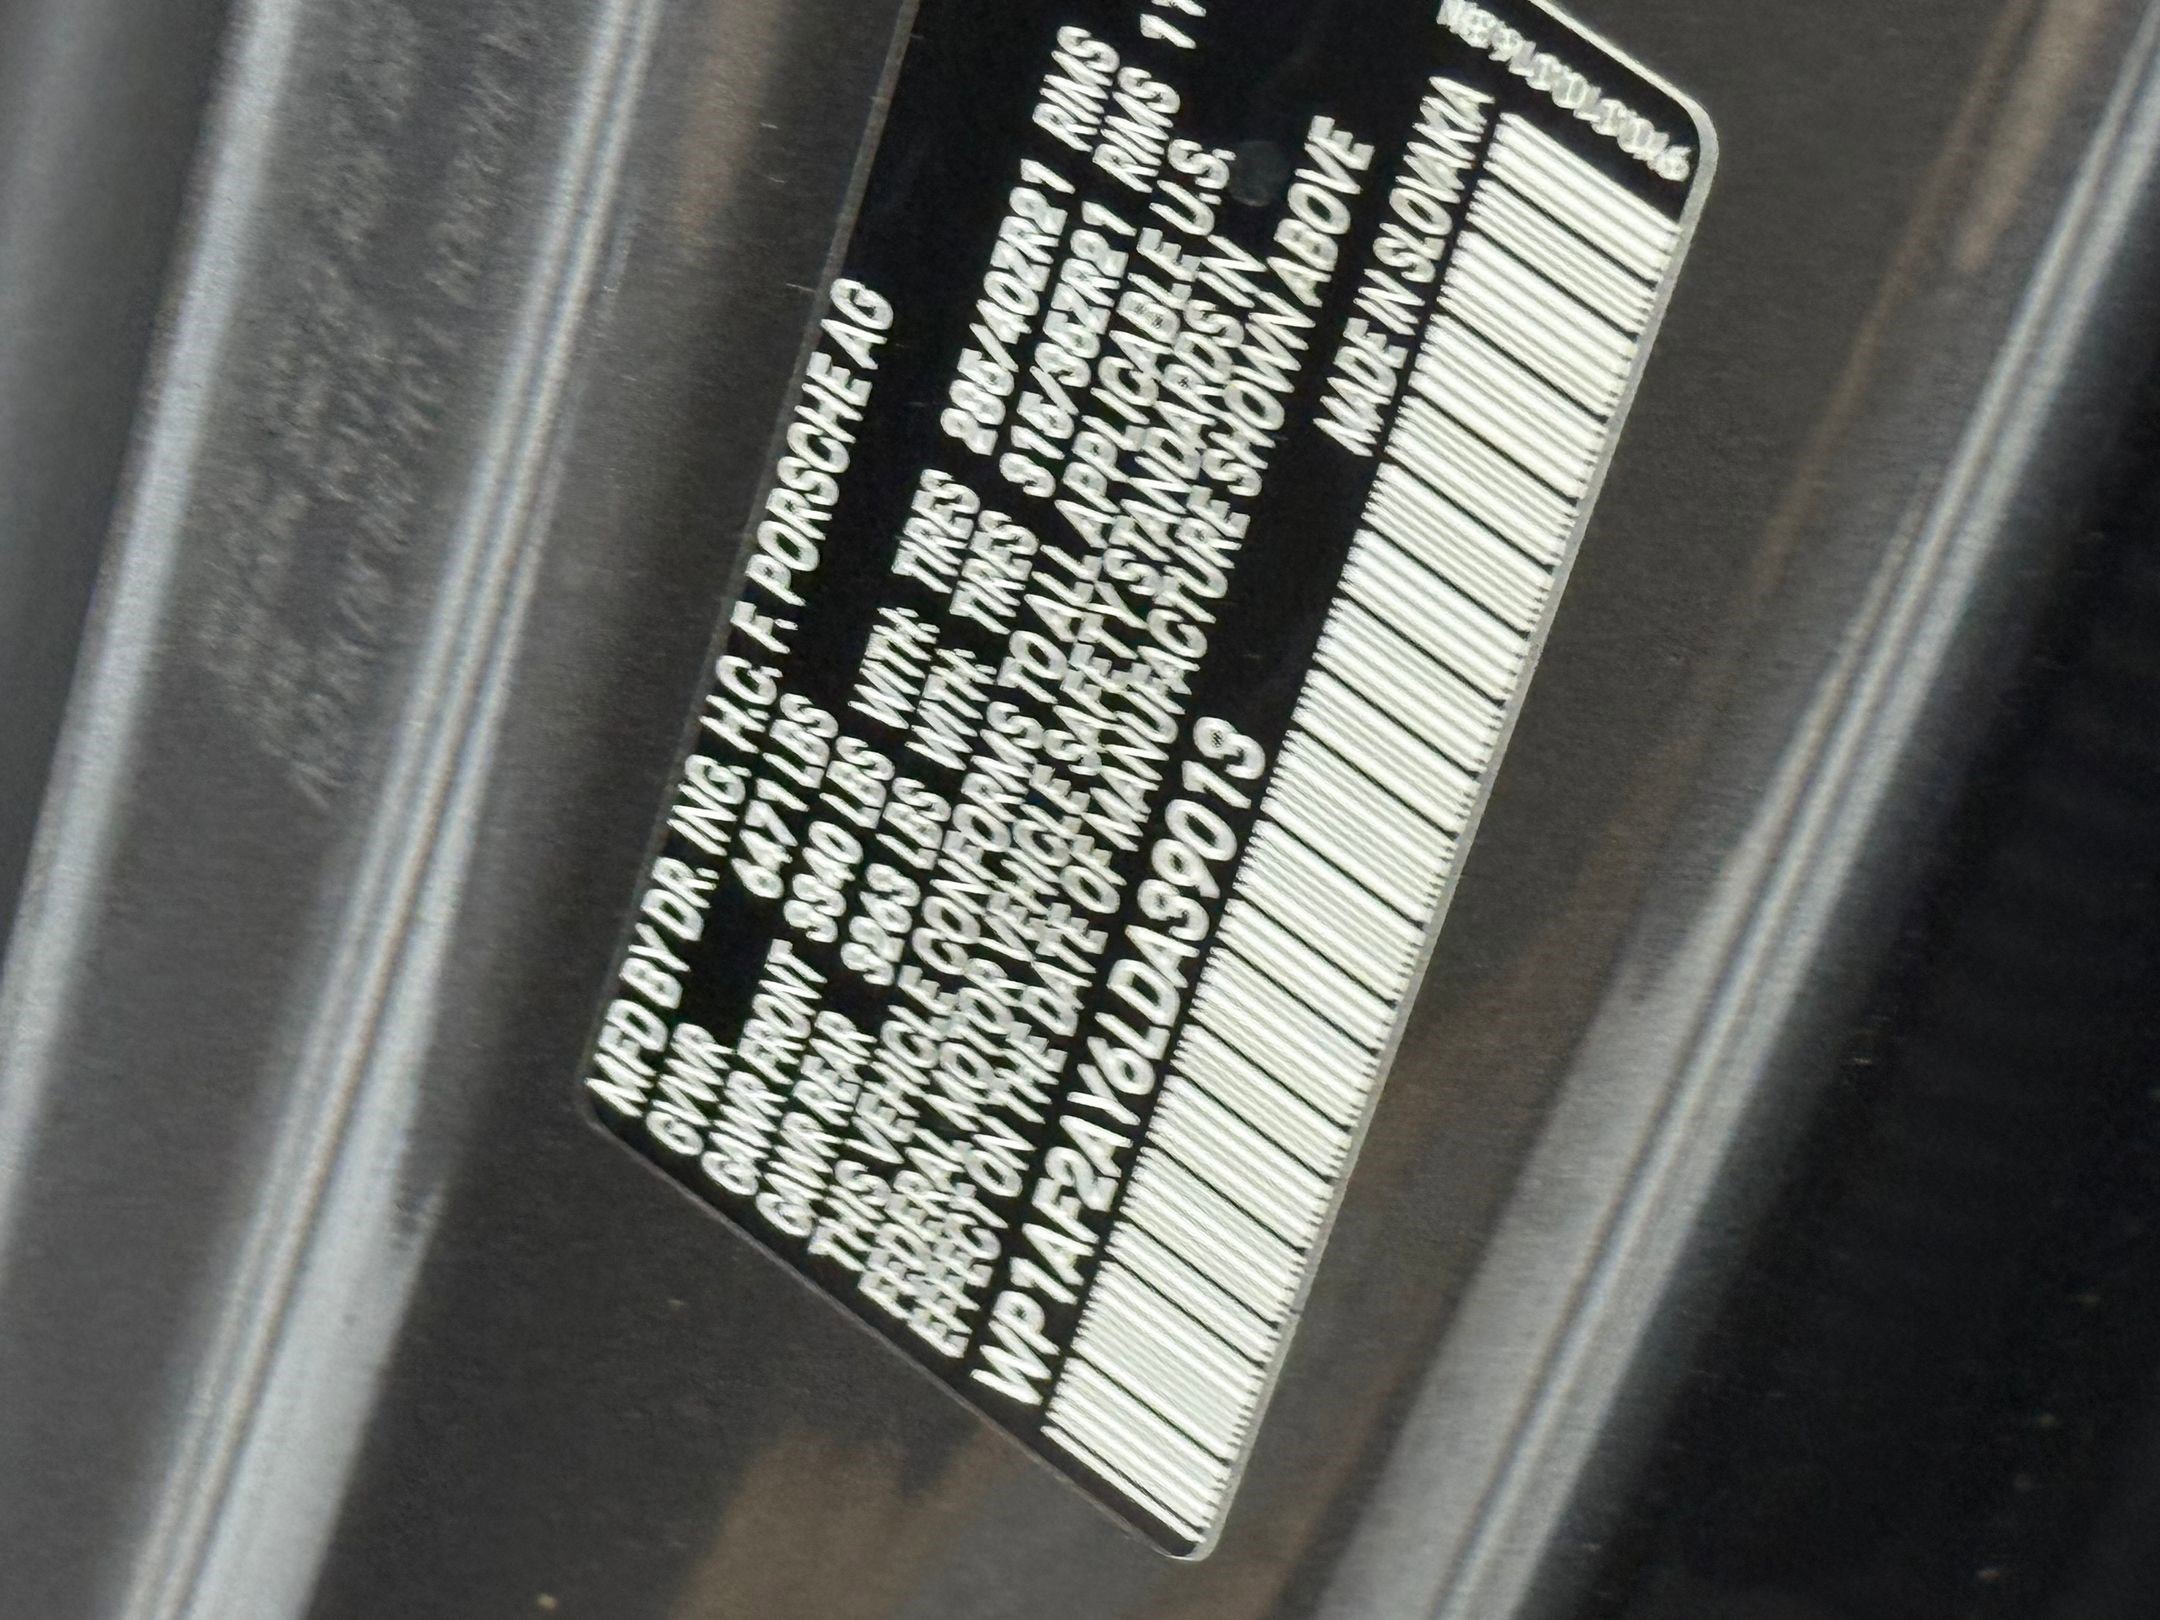 MFD BY DR. ING. H.C. F. PORSCHE AG
GVWR 6471 LBS
GAWR FRONT 3340 LBS WITH: TIRES 285/40ZR21 RIMS
GAWR REAR 3263 LBS WITH: TIRES 315/35ZR21 RIMS
THIS VEHICLE CONFORMS TO ALL APPLICABLE U.S.
FEDERAL MOTOR VEHICLE SAFETY STANDARDS IN
EFFECT ON THE DATE OF MANUFACTURE SHOWN ABOVE
WP1AF2AY6LDA39013 MADE IN SLOVAKIA